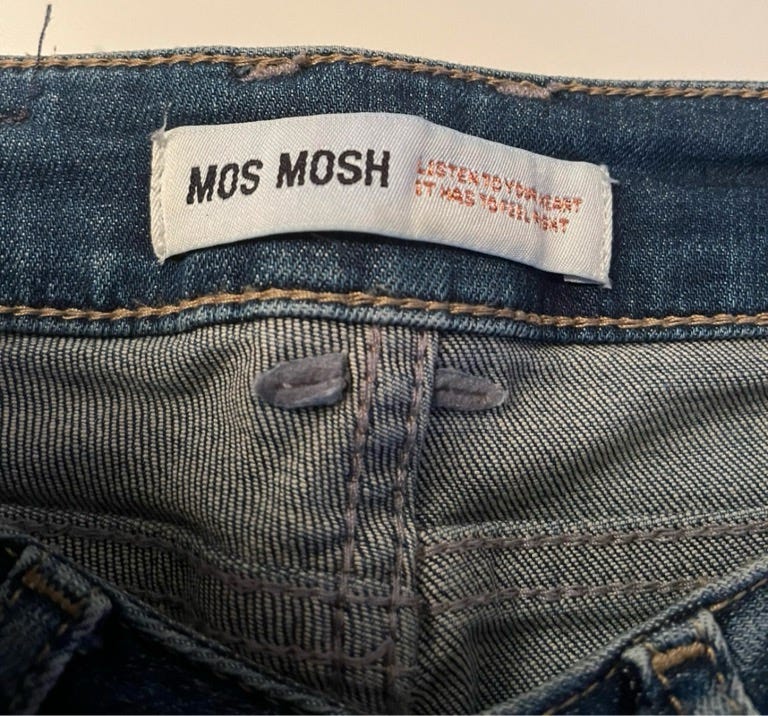 MOS MOSH
LISTEN TO YOUR HEART
IT HAS TO FEEL RIGHT